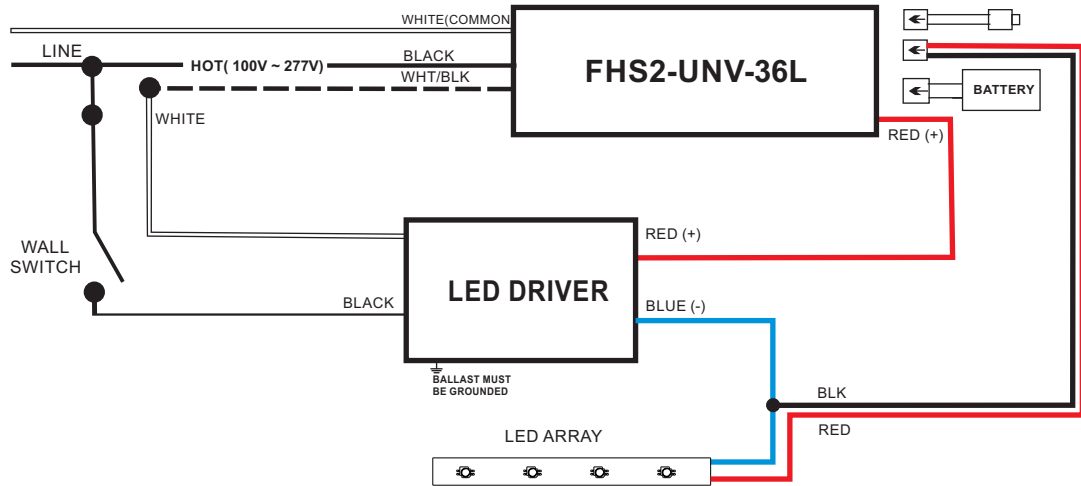 WHITE(COMMON
LINE
HOT( 100V ~ 277V)
BLACK
WHT/BLK
FHS2-UNV-36L
BATTERY
WHITE
RED (+)
WALL
SWITCH
BLACK
LED DRIVER
RED (+)
BLUE (-)
BALLAST MUST
BE GROUNDED
BLK
RED
LED ARRAY